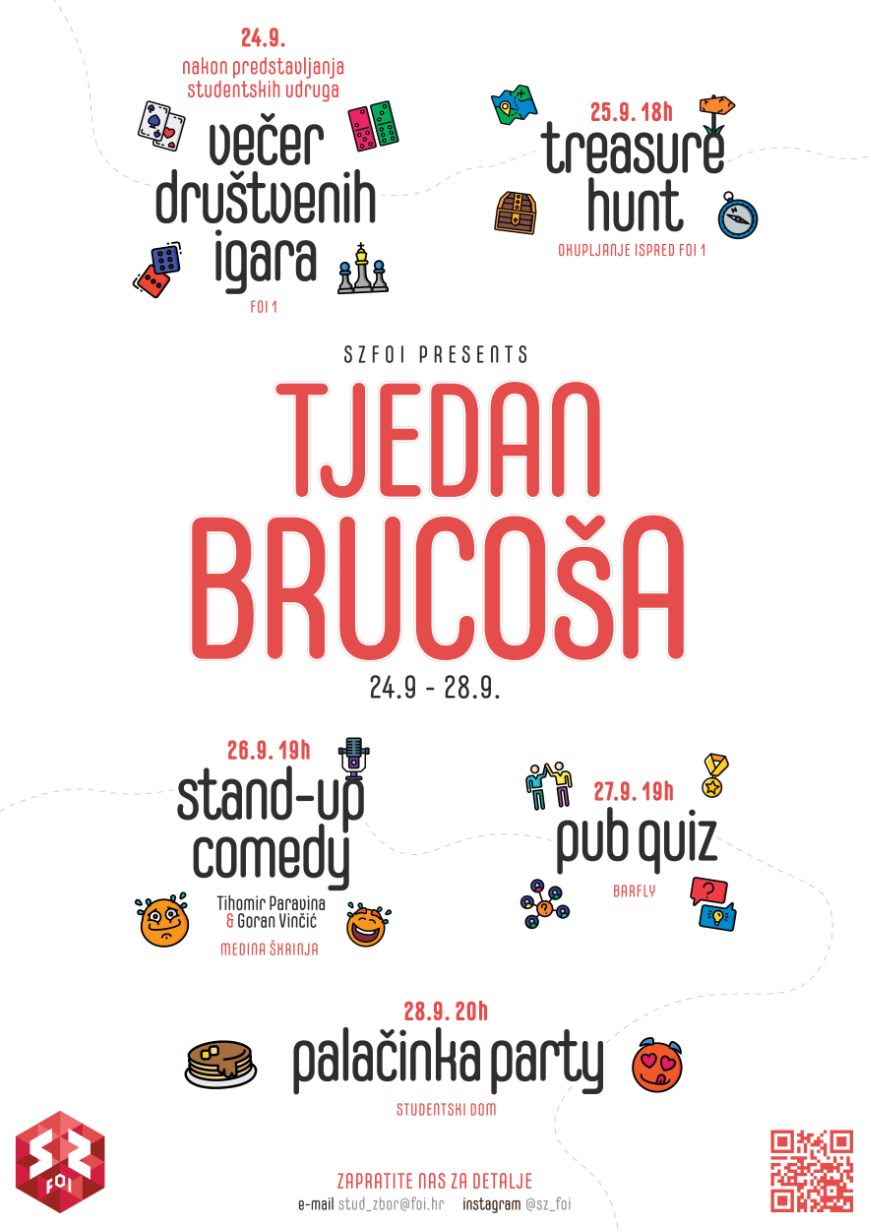 24.9.
nakon predstavljanja
studentskih udruga
večer
društvenih
igara
FOI 1
25.9. 18h
treasure
hunt
OKUPLJANJE ISPRED FOI 1
SZFOI PRESENTS
TJEDAN
BRUCOŠA
24.9 - 28.9.
26.9. 19h
stand-up
comedy
Tihomir Paravina
& Goran Vinčić
MEDINA ŠKRINJA
27.9. 19h
pub quiz
BARFLY
28.9. 20h
palačinka party
STUDENTSKI DOM
SZ
FOI
ZAPRATITE NAS ZA DETALJE
e-mail stud_zbor@foi.hr instagram @sz_foi